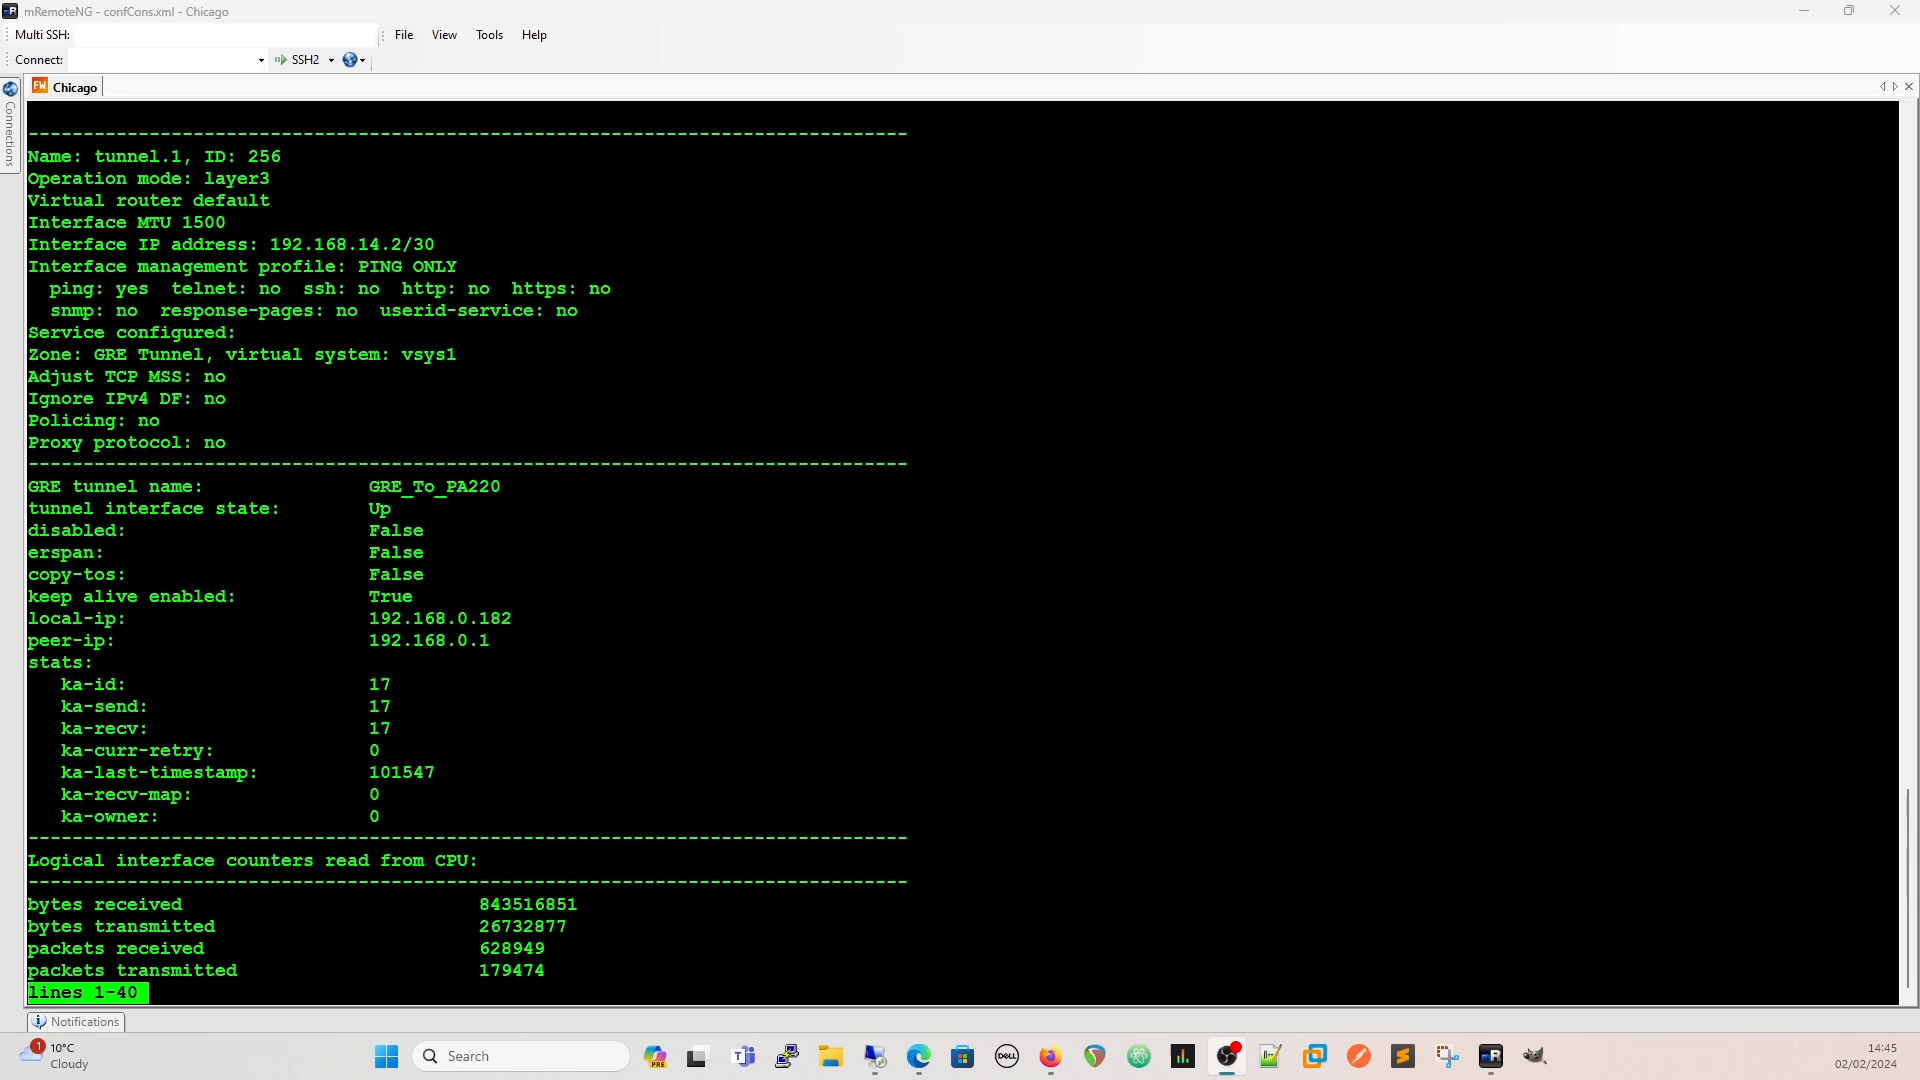 mRemoteNG - confCons.xml - Chicago
Multi SSH:
File View Tools Help
Connect:
SSH2
Connections
FW Chicago
--------------------------------------------------------------------------------
Name: tunnel.1, ID: 256
Operation mode: layer3
Virtual router default
Interface MTU 1500
Interface IP address: 192.168.14.2/30
Interface management profile: PING ONLY
ping: yes telnet: no ssh: no http: no https: no
snmp: no response-pages: no userid-service: no
Service configured:
Zone: GRE Tunnel, virtual system: vsys1
Adjust TCP MSS: no
Ignore IPv4 DF: no
Policing: no
Proxy protocol: no
--------------------------------------------------------------------------------
GRE tunnel name: GRE_To_PA220
tunnel interface state: Up
disabled: False
erspan: False
copy-tos: False
keep alive enabled: True
local-ip: 192.168.0.182
peer-ip: 192.168.0.1
stats:
ka-id: 17
ka-send: 17
ka-recv: 17
ka-curr-retry: 0
ka-last-timestamp: 101547
ka-recv-map: 0
ka-owner: 0
--------------------------------------------------------------------------------
Logical interface counters read from CPU:
--------------------------------------------------------------------------------
bytes received 843516851
bytes transmitted 26732877
packets received 628949
packets transmitted 179474
lines 1-40
Notifications
1
10°C
Cloudy
Search
PRE
DELL
mR
14:45
02/02/2024